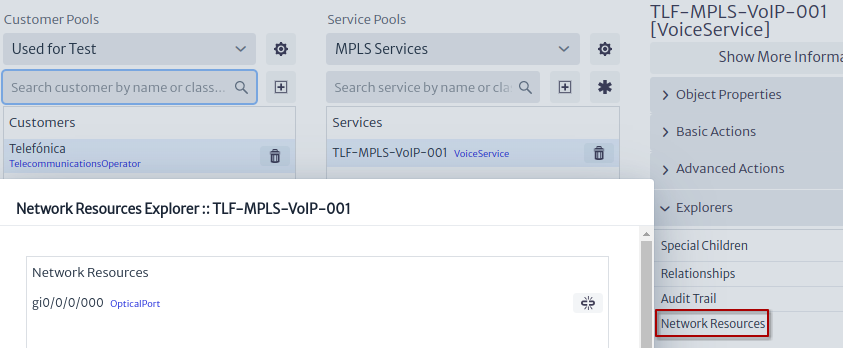 Customer Pools
Used for Test
Search customer by name or class...
Customers
Telefónica
TelecommunicationsOperator
Service Pools
MPLS Services
Search service by name or clas
Services
TLF-MPLS-VoIP-001 VoiceService
TLF-MPLS-VoIP-001
[VoiceService]
Show More Informa
Object Properties
Basic Actions
Advanced Actions
Explorers
Special Children
Relationships
Audit Trail
Network Resources
Network Resources Explorer :: TLF-MPLS-VoIP-001
Network Resources
gi0/0/0/000 OpticalPort